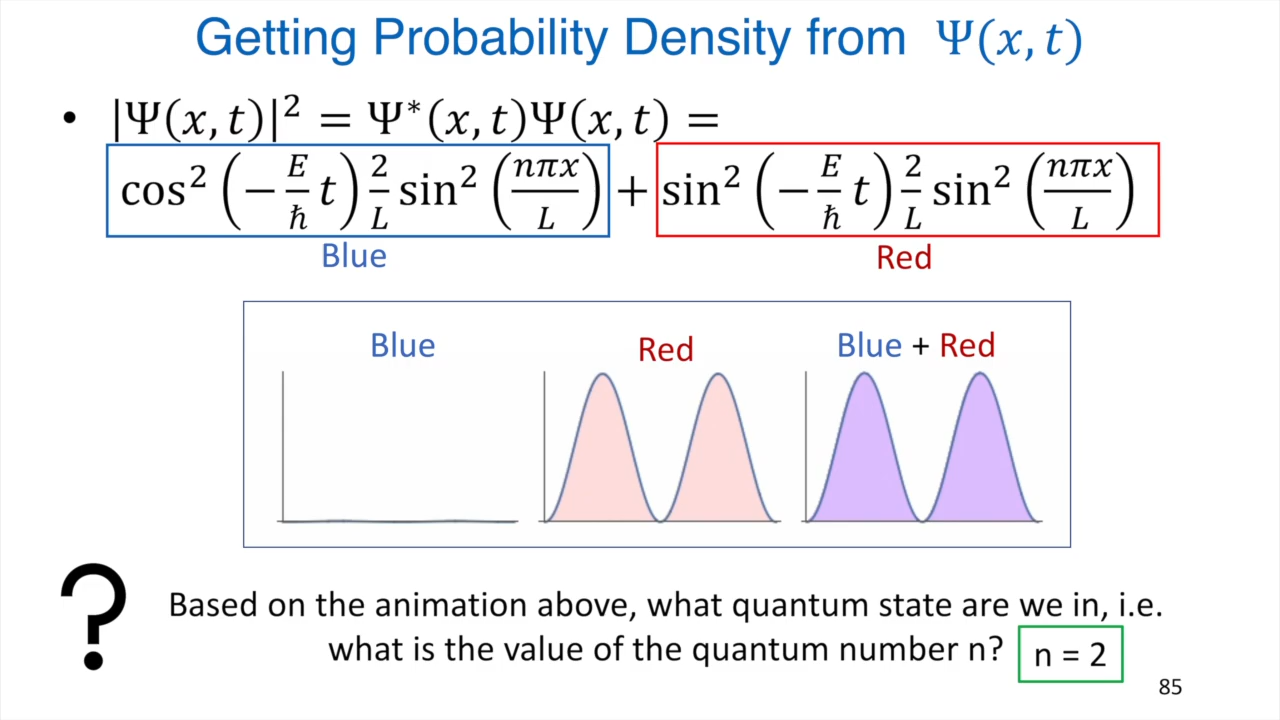 Getting Probability Density from Ψ(x, t)
• |Ψ(x, t)|² = Ψ*(x, t)Ψ(x, t) =
cos² (−E/ħ t) 2/L sin² (nπx/L) + sin² (−E/ħ t) 2/L sin² (nπx/L)
Blue Red
Blue Red Blue + Red
? Based on the animation above, what quantum state are we in, i.e.
what is the value of the quantum number n? n = 2
85